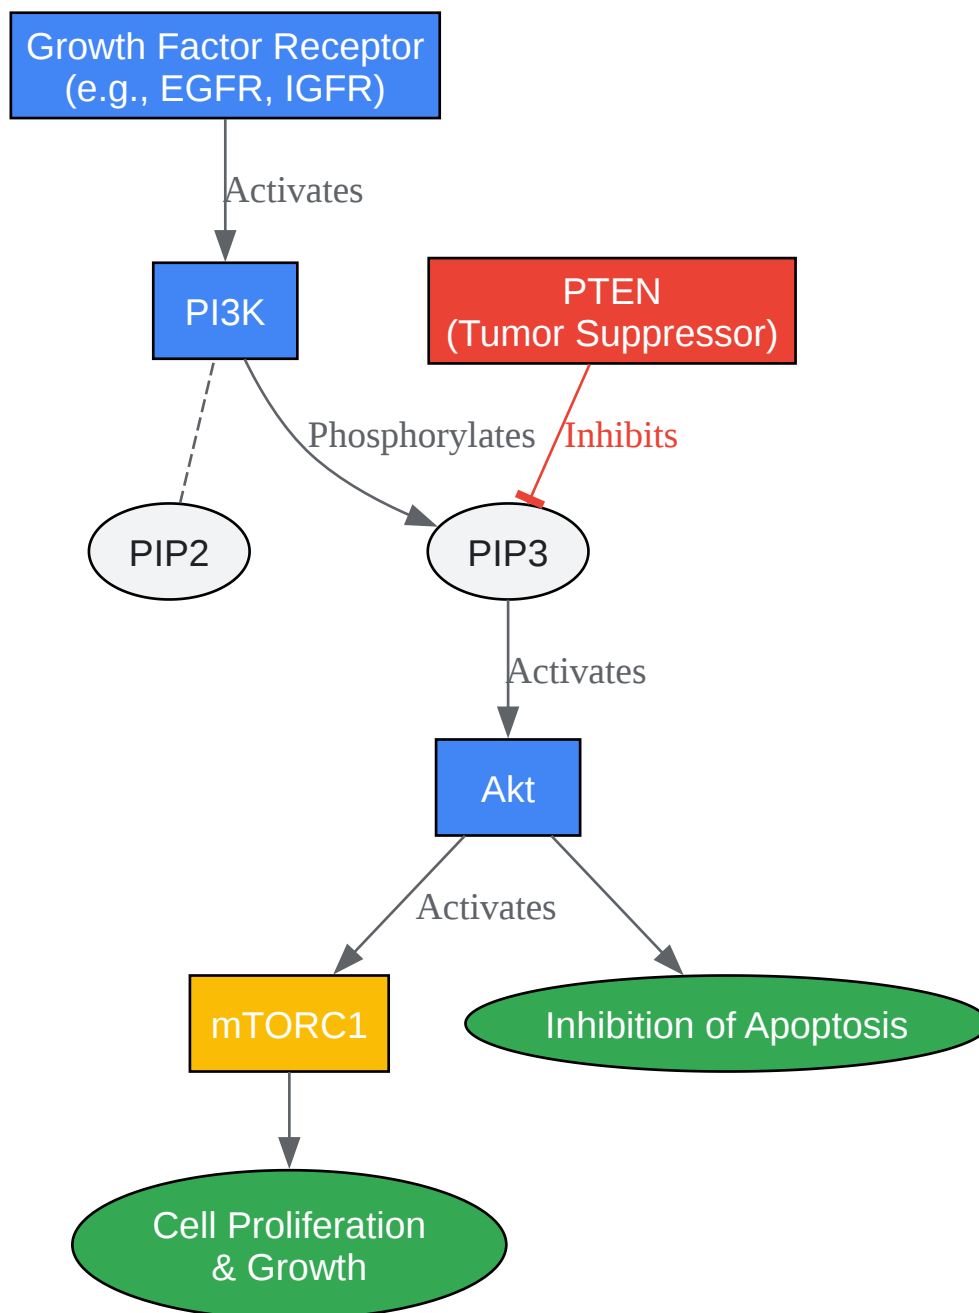 Growth Factor Receptor
(e.g., EGFR, IGFR)
Activates
PI3K
PTEN
(Tumor Suppressor)
Phosphorylates
Inhibits
PIP2
PIP3
Activates
Akt
Activates
mTORC1
Inhibition of Apoptosis
Cell Proliferation
& Growth